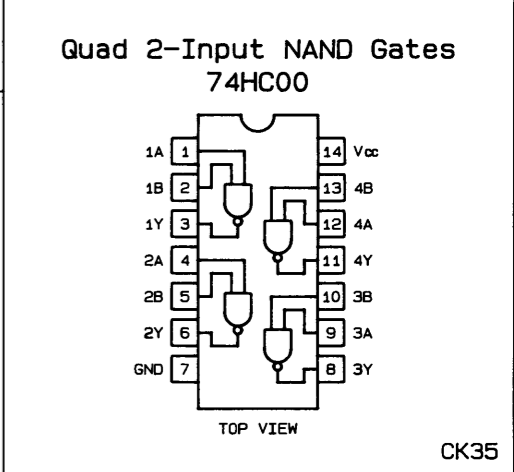 Quad 2-Input NAND Gates
74HC00
1A 1 14 Vcc
1B 2 13 4B
1Y 3 12 4A
2A 4 11 4Y
2B 5 10 3B
2Y 6 9 3A
GND 7 8 3Y
TOP VIEW
CK35